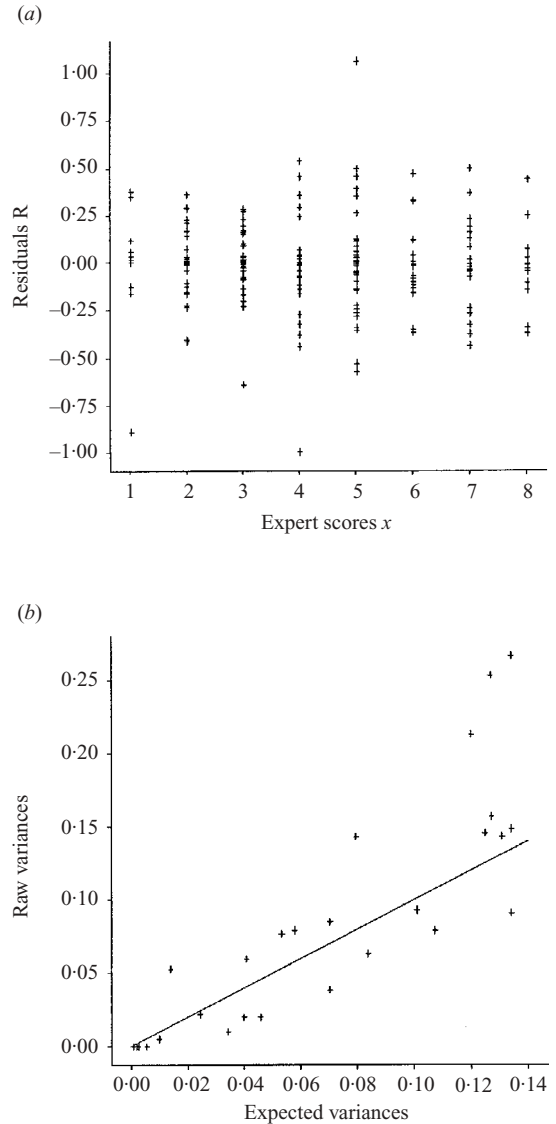 (a)
1·00
0·75
0·50
0·25
0·00
–0·25
–0·50
–0·75
–1·00
Residuals R
1 2 3 4 5 6 7 8
Expert scores x
(b)
0·25
0·20
0·15
0·10
0·05
0·00
Raw variances
0·00 0·02 0·04 0·06 0·08 0·10 0·12 0·14
Expected variances